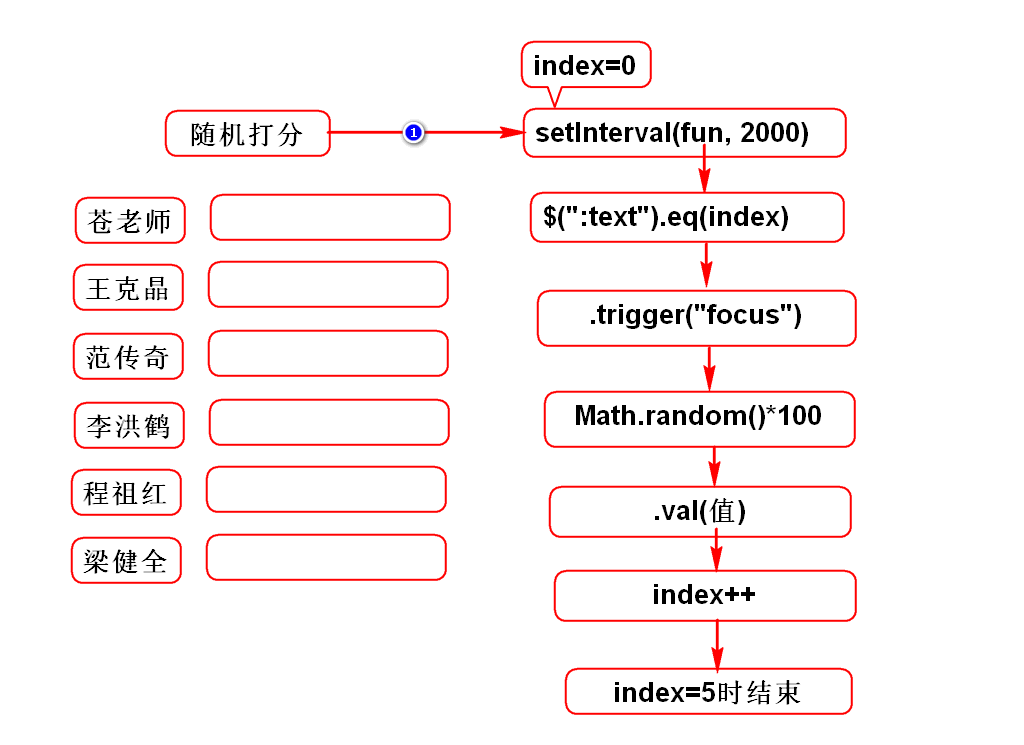 index=0
随机打分
1
setInterval(fun, 2000)
苍老师
$(":text").eq(index)
王克晶
.trigger("focus")
范传奇
李洪鹤
Math.random()*100
程祖红
.val(值)
梁健全
index++
index=5时结束